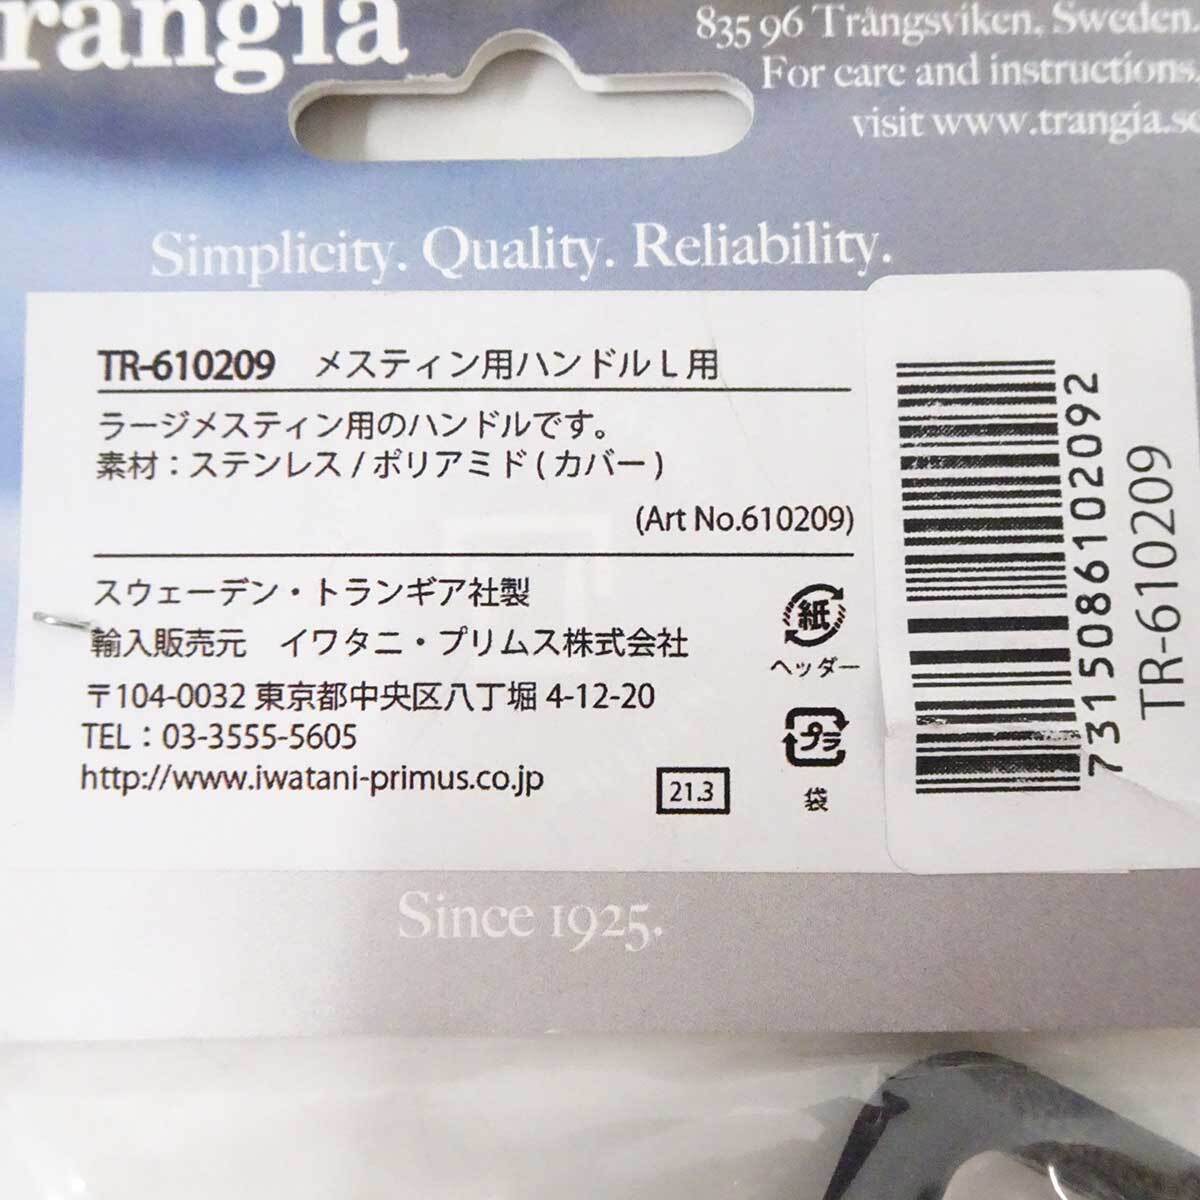 rangia
835 96 Trångsviken, Sweden.
For care and instructions,
visit www.trangia.se
Simplicity. Quality. Reliability.
TR-610209 メスティン用ハンドルL用
ラージメスティン用のハンドルです。
素材：ステンレス/ポリアミド(カバー)
(Art No.610209)
スウェーデン・トランギア社製
輸入販売元 イワタニ・プリムス株式会社
〒104-0032 東京都中央区八丁堀 4-12-20
TEL：03-3555-5605
http://www.iwatani-primus.co.jp
紙
ヘッダー
プラ
袋
21.3
7315086102092
TR-610209
Since 1925.